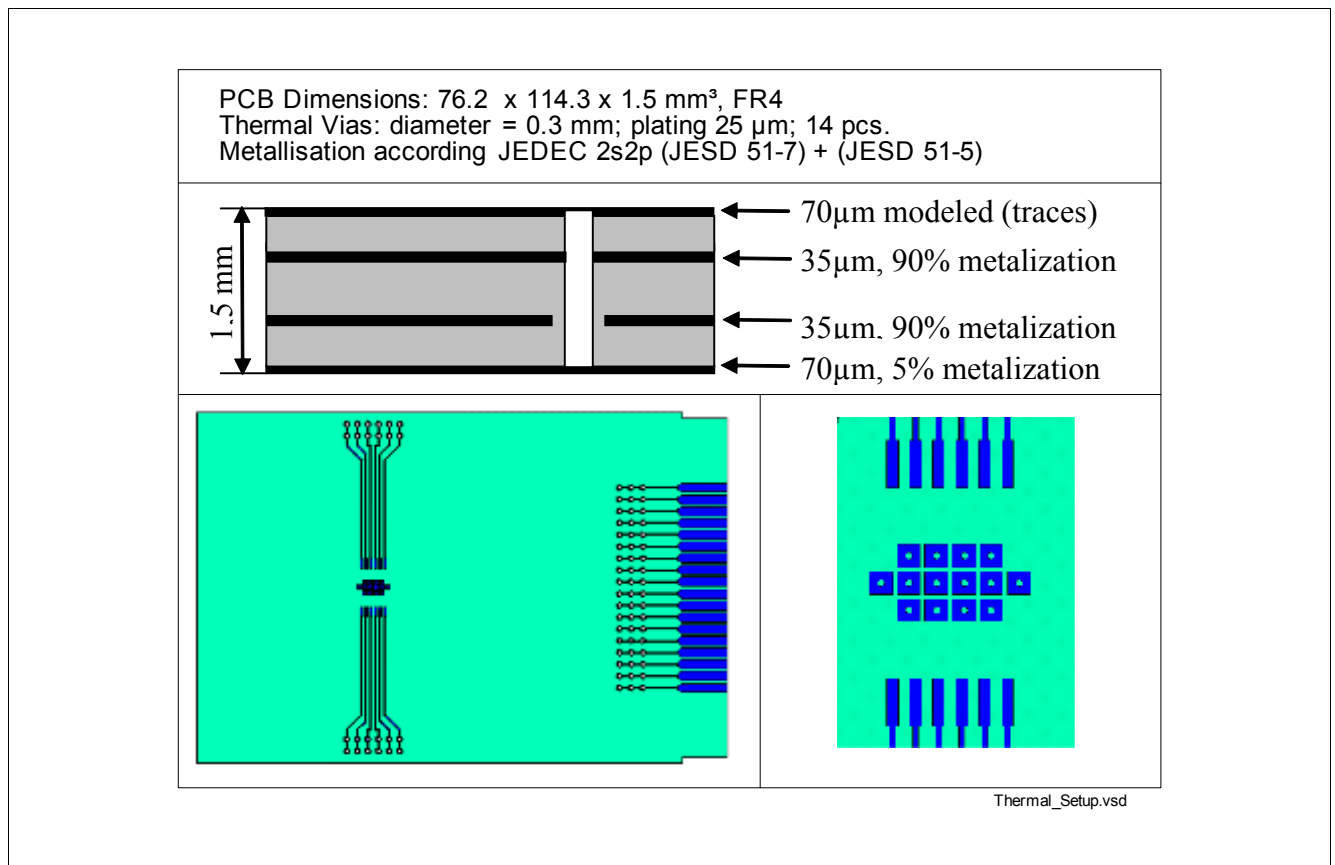 PCB Dimensions: 76.2 x 114.3 x 1.5 mm³, FR4
Thermal Vias: diameter = 0.3 mm; plating 25 µm; 14 pcs.
Metallisation according JEDEC 2s2p (JESD 51-7) + (JESD 51-5)
1.5 mm
70µm modeled (traces)
35µm, 90% metalization
35µm, 90% metalization
70µm, 5% metalization
Thermal_Setup.vsd